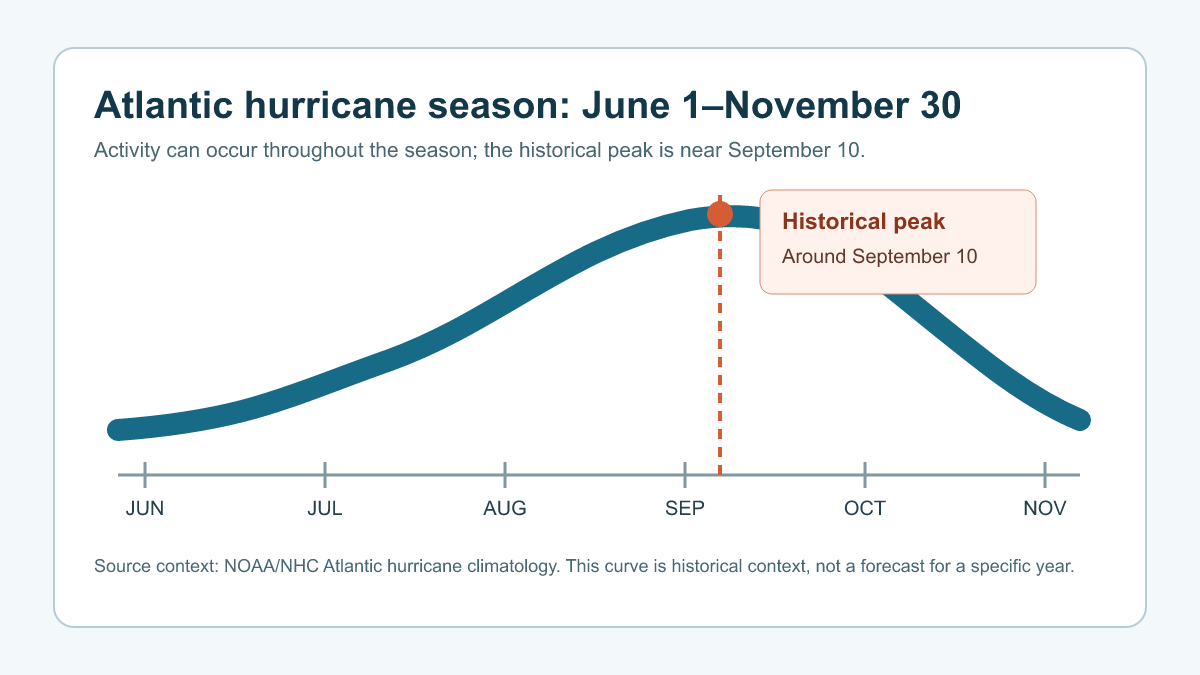 Atlantic hurricane season: June 1–November 30
Activity can occur throughout the season; the historical peak is near September 10.
Historical peak
Around September 10
JUN JUL AUG SEP OCT NOV
Source context: NOAA/NHC Atlantic hurricane climatology. This curve is historical context, not a forecast for a specific year.